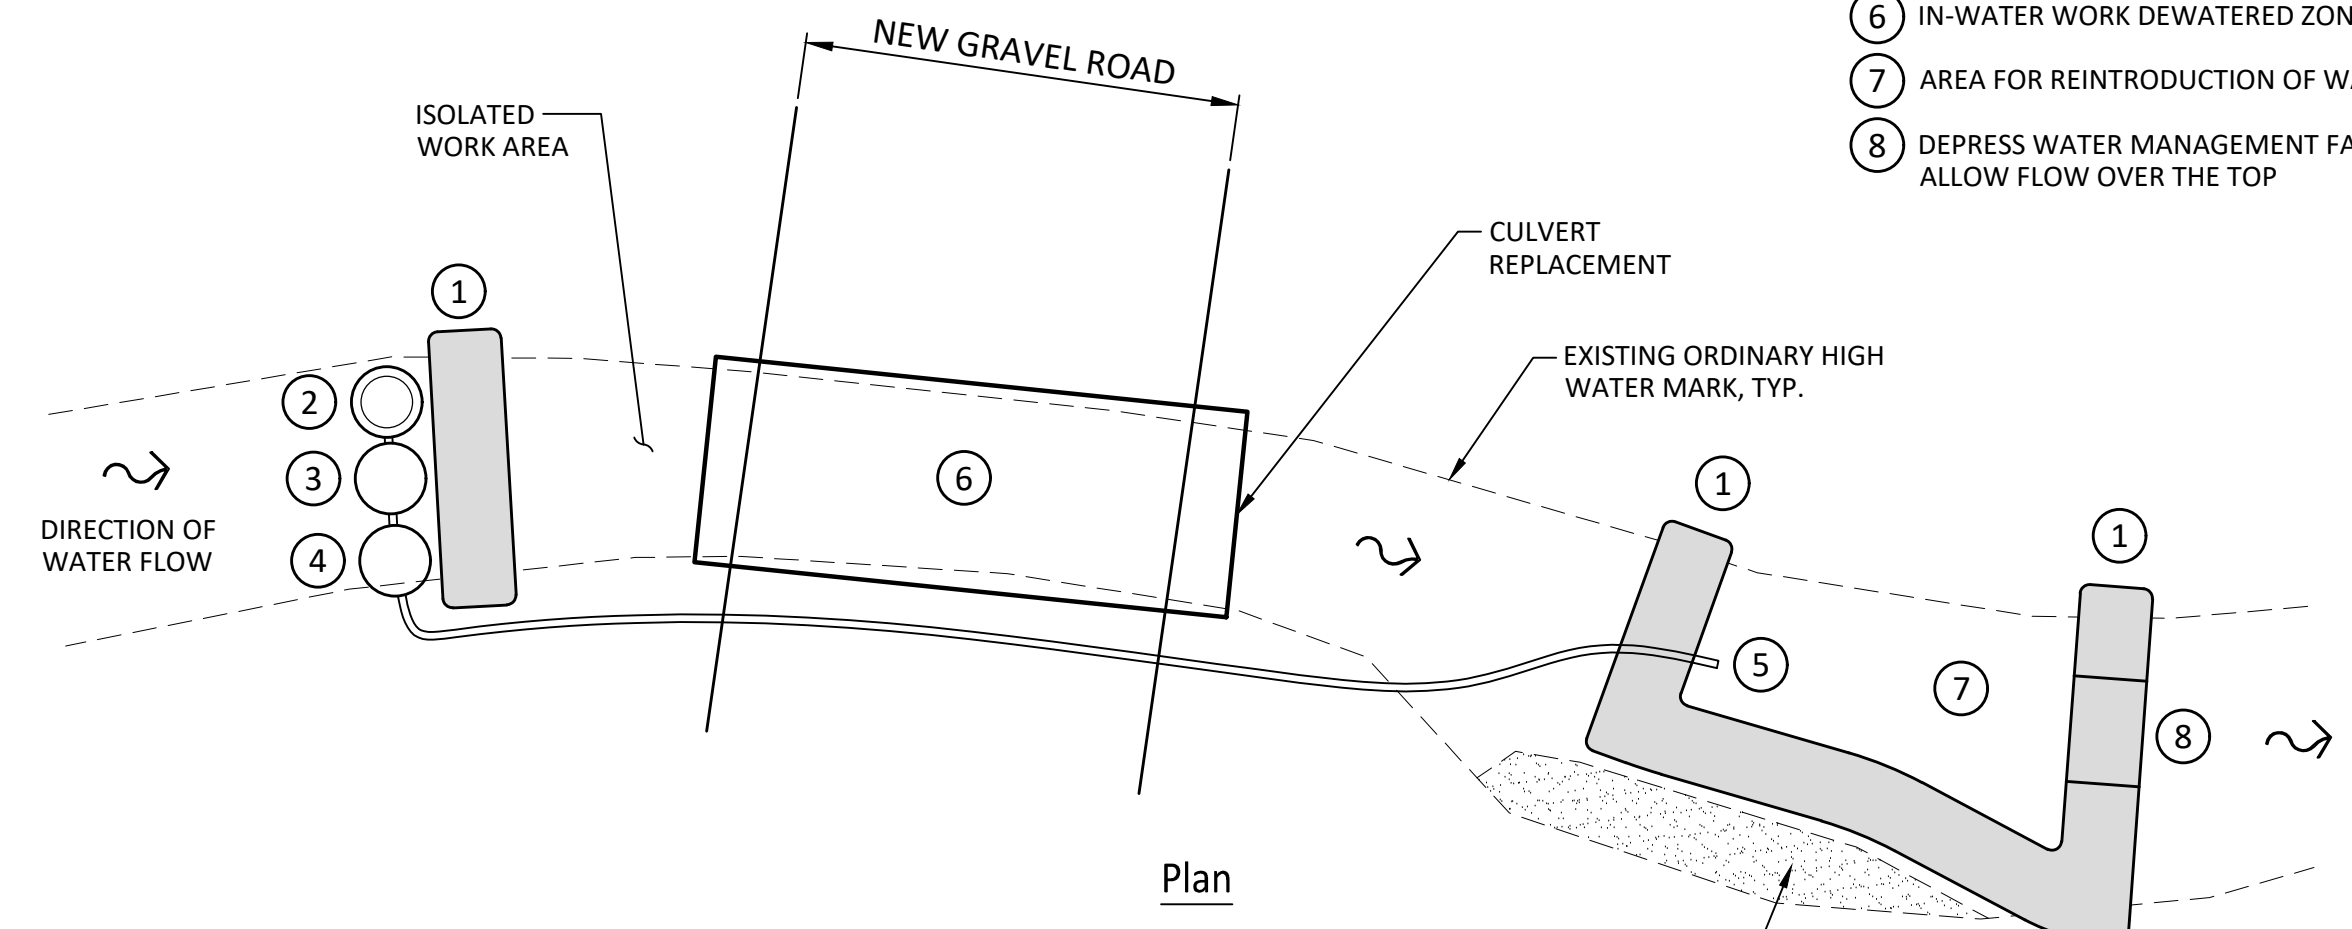 NEW GRAVEL ROAD
6 IN-WATER WORK DEWATERED
7 AREA FOR REINTRODUCTION OF
8 DEPRESS WATER MANAGEMENT
ALLOW FLOW OVER THE TOP
ISOLATED
WORK AREA
CULVERT
REPLACEMENT
1
EXISTING ORDINARY HIGH
WATER MARK, TYP.
2
3
6
1
DIRECTION OF
WATER FLOW
4
1
5
7
8
Plan